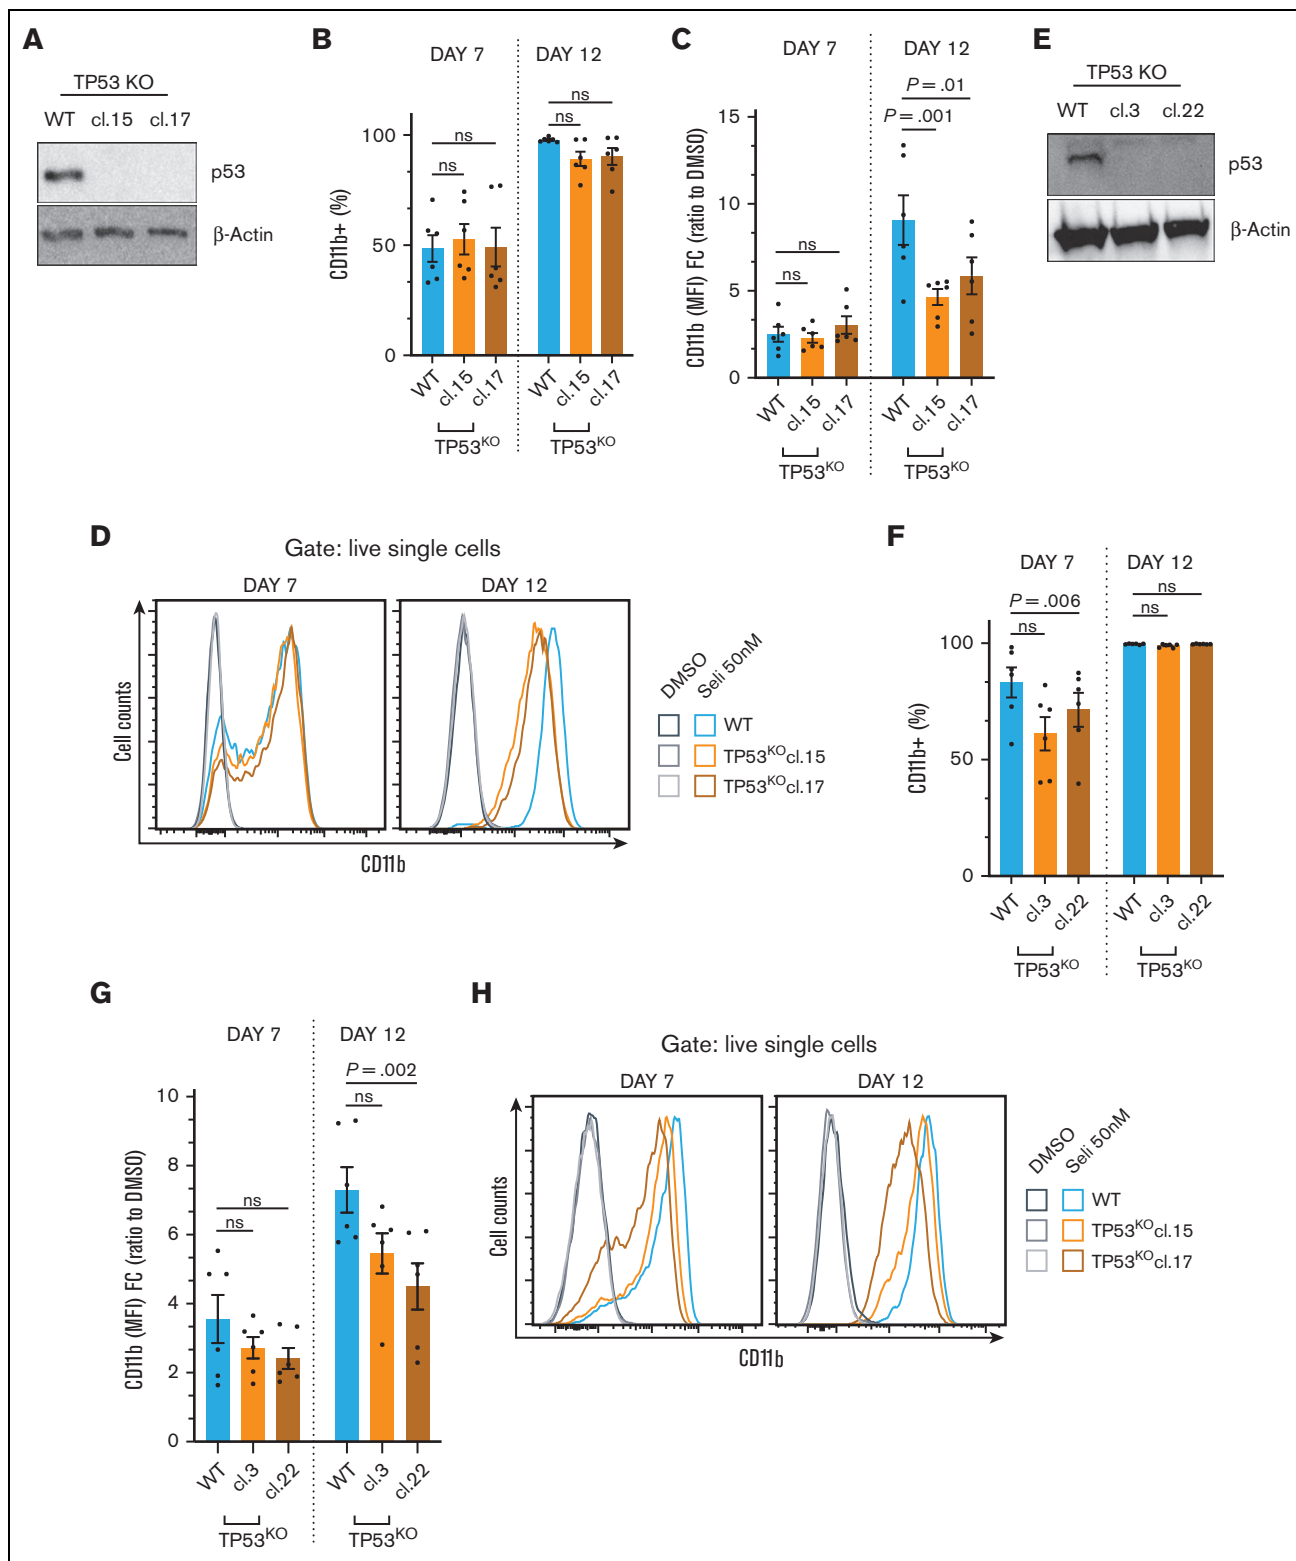 A
TP53 KO
WT cl.15 cl.17
p53
β-Actin
B
DAY 7 DAY 12
CD11b+ (%)
100
50
0
ns
ns
ns
ns
WT cl.15 cl.17 WT cl.15 cl.17
TP53KO TP53KO
C
DAY 7 DAY 12
CD11b (MFI) FC (ratio to DMSO)
15
10
5
0
P = .01
P = .001
ns
ns
WT cl.15 cl.17 WT cl.15 cl.17
TP53KO TP53KO
E
TP53 KO
WT cl.3 cl.22
p53
β-Actin
D
Gate: live single cells
DAY 7 DAY 12
Cell counts
CD11b
DMSO Seli 50nM
WT
TP53KO cl.15
TP53KO cl.17
F
DAY 7 DAY 12
CD11b+ (%)
100
50
0
P = .006
ns
ns
ns
WT cl.3 cl.22 WT cl.3 cl.22
TP53KO TP53KO
G
DAY 7 DAY 12
CD11b (MFI) FC (ratio to DMSO)
10
8
6
4
2
0
P = .002
ns
ns
ns
WT cl.3 cl.22 WT cl.3 cl.22
TP53KO TP53KO
H
Gate: live single cells
DAY 7 DAY 12
Cell counts
CD11b
DMSO Seli 50nM
WT
TP53KO cl.15
TP53KO cl.17